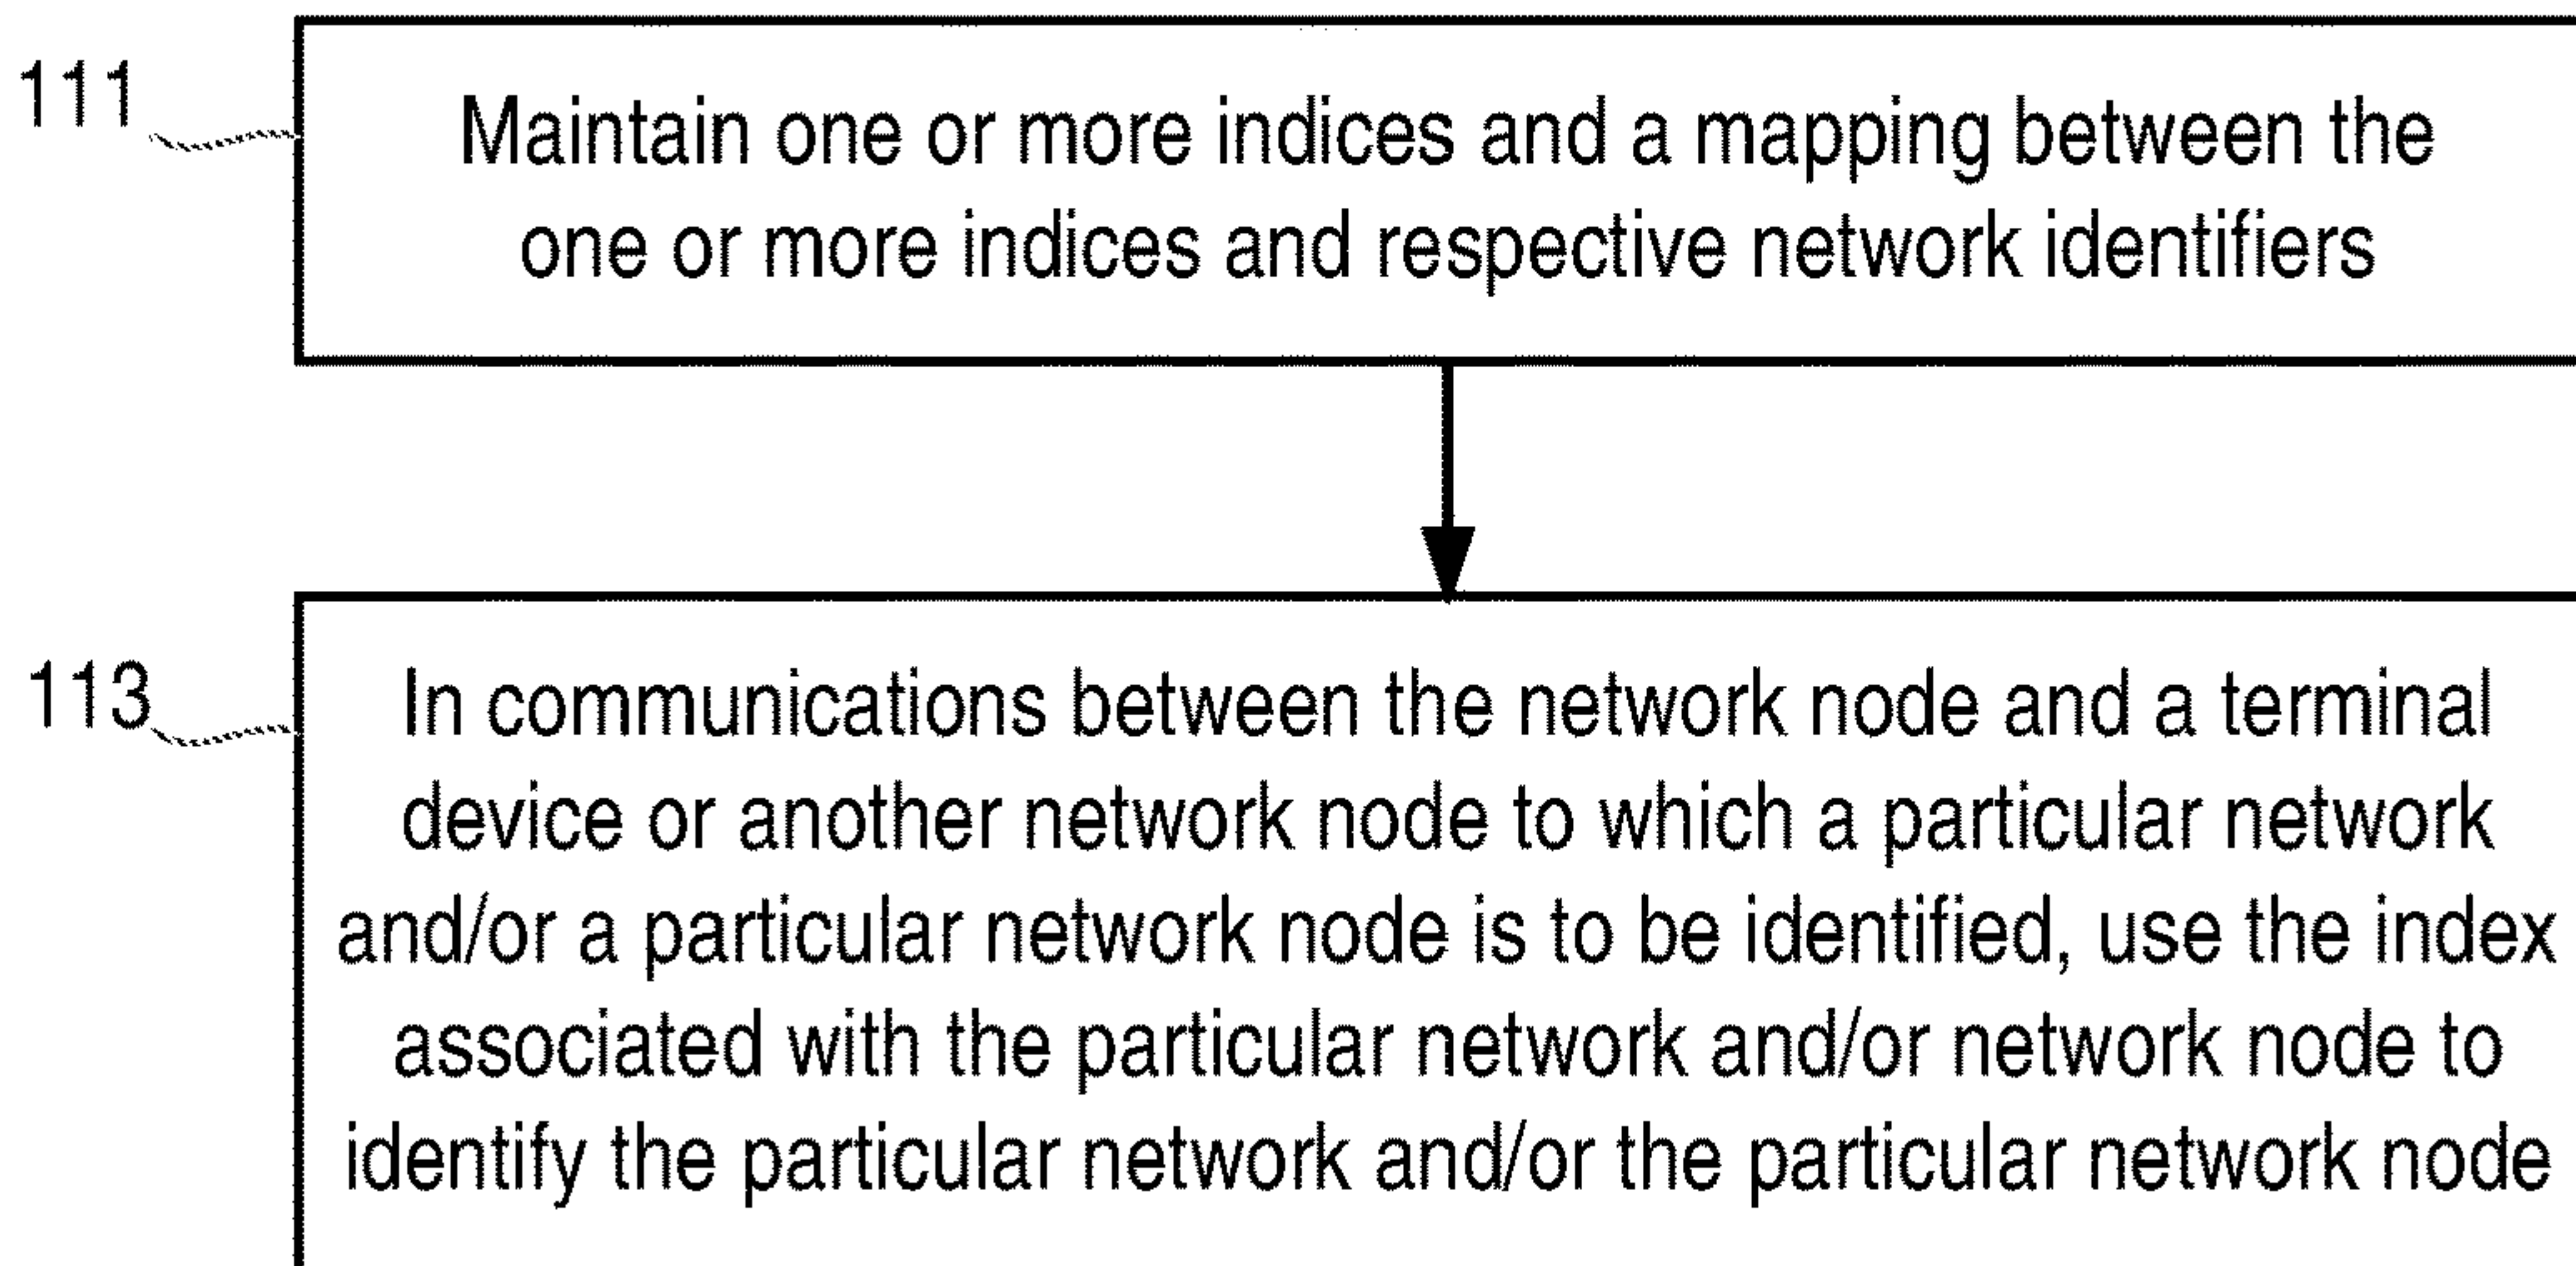 111
Maintain one or more indices and a mapping between the
one or more indices and respective network identifiers
113
In communications between the network node and a terminal
device or another network node to which a particular network
and/or a particular network node is to be identified, use the index
associated with the particular network and/or network node to
identify the particular network and/or the particular network node